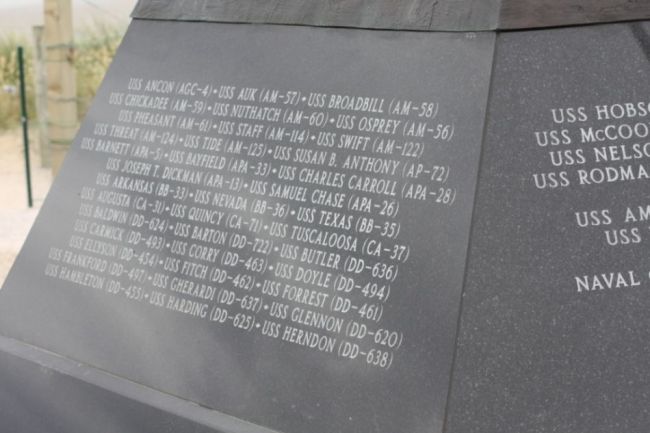 USS ANCON (AGC-4) • USS AUK (AM-57) • USS BROADBILL (AM-58)
USS CHICKADEE (AM-59) • USS NUTHATCH (AM-60) • USS OSPREY (AM-56)
USS PHEASANT (AM-61) • USS STAFF (AM-114) • USS SWIFT (AM-122)
USS THREAT (AM-124) • USS TIDE (AM-125) • USS SUSAN B. ANTHONY (AP-72)
USS BARNETT (APA-5) • USS BAYFIELD (APA-33) • USS CHARLES CARROLL (APA-28)
USS JOSEPH T. DICKMAN (APA-13) • USS SAMUEL CHASE (APA-26)
USS ARKANSAS (BB-33) • USS NEVADA (BB-36) • USS TEXAS (BB-35)
USS AUGUSTA (CA-31) • USS QUINCY (CA-71) • USS TUSCALOOSA (CA-37)
USS BALDWIN (DD-624) • USS BARTON (DD-722) • USS BUTLER (DD-636)
USS CARMICK (DD-493) • USS CORRY (DD-463) • USS DOYLE (DD-494)
USS ELLYSON (DD-454) • USS FITCH (DD-462) • USS FORREST (DD-461)
USS FRANKFORD (DD-497) • USS GHERARDI (DD-637) • USS GLENNON (DD-620)
USS HAMBLETON (DD-455) • USS HARDING (DD-625) • USS HERNDON (DD-638)
USS HOBS
USS McCOO
USS NELS
USS RODMA
USS AM
USS
NAVAL